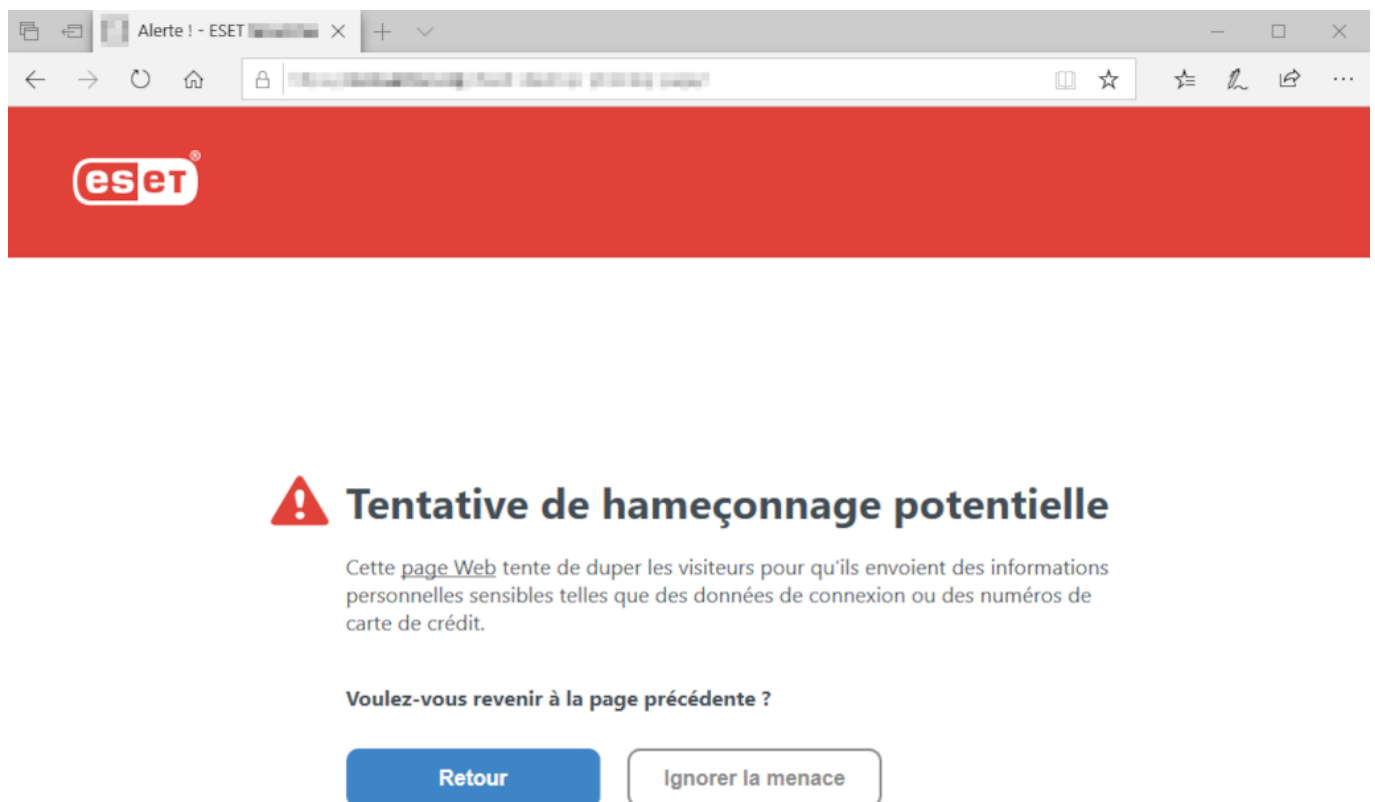 Alerte ! - ESET
eset®
Tentative de hameçonnage potentielle
Cette page Web tente de duper les visiteurs pour qu'ils envoient des informations
personnelles sensibles telles que des données de connexion ou des numéros de
carte de crédit.
Voulez-vous revenir à la page précédente ?
Retour
Ignorer la menace